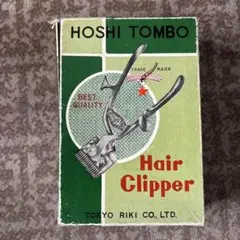 HOSHI TOMBO
TRADE MARK
BEST
QUALITY
Hair
Clipper
TOKYO RIKI CO., LTD.